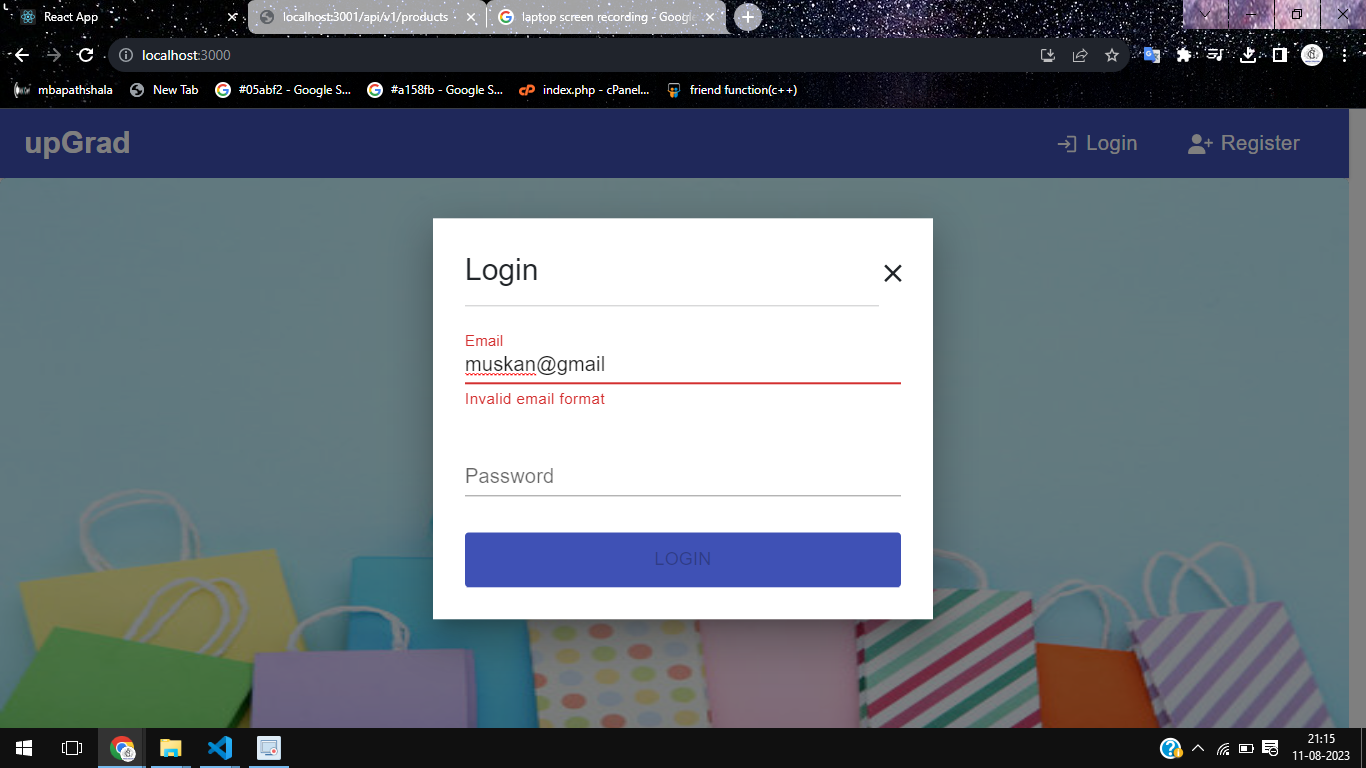 React App
localhost:3001/api/v1/products
laptop screen recording - Google
localhost:3000
mbapathshala
New Tab
#05abf2 - Google S...
#a158fb - Google S...
index.php - cPanel...
friend function(c++)
upGrad
Login
Register
Login
Email
muskan@gmail
Invalid email format
Password
LOGIN
21:15
11-08-2023